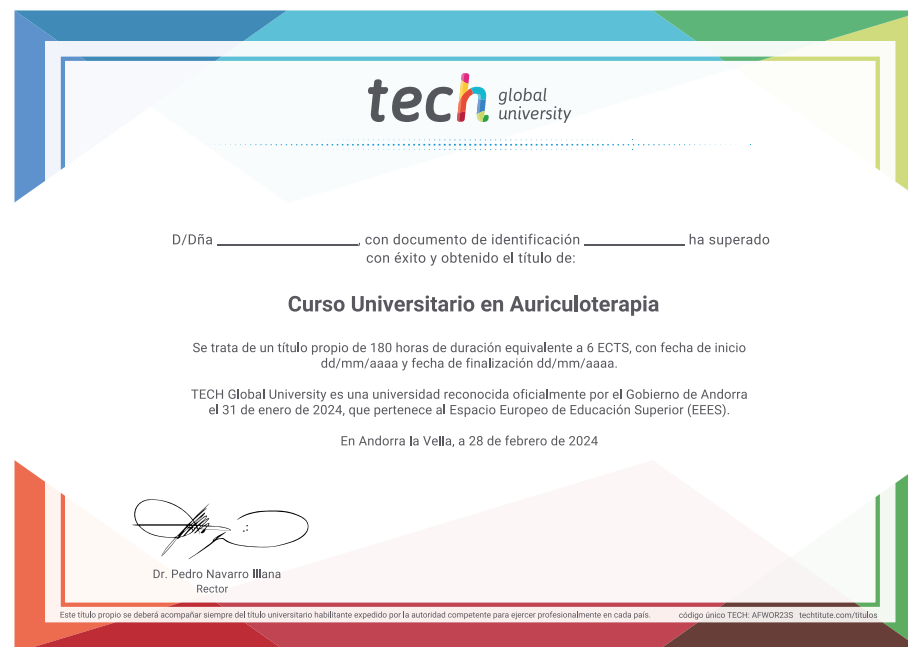 tech global university
D/Dña ____________________, con documento de identificación ______________ ha superado
con éxito y obtenido el título de:
Curso Universitario en Auriculoterapia
Se trata de un título propio de 180 horas de duración equivalente a 6 ECTS, con fecha de inicio
dd/mm/aaaa y fecha de finalización dd/mm/aaaa.
TECH Global University es una universidad reconocida oficialmente por el Gobierno de Andorra
el 31 de enero de 2024, que pertenece al Espacio Europeo de Educación Superior (EEES).
En Andorra la Vella, a 28 de febrero de 2024
Dr. Pedro Navarro Illana
Rector
Este título propio se deberá acompañar siempre del título universitario habilitante expedido por la autoridad competente para ejercer profesionalmente en cada país. código único TECH: AFWOR23S techtitute.com/titulos